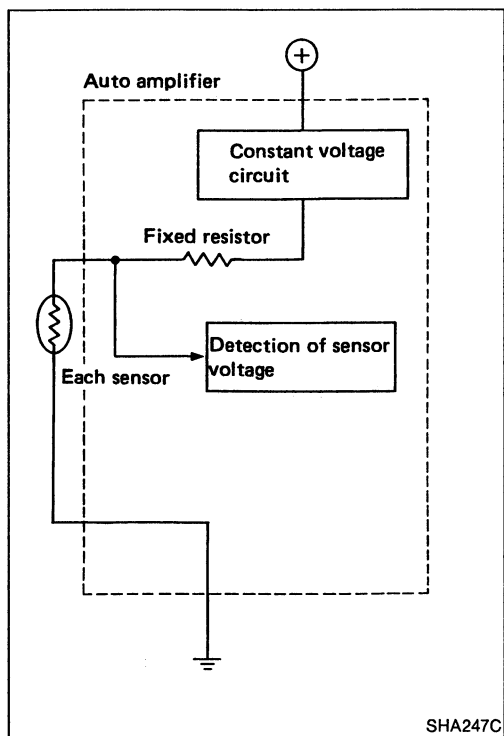 +
Auto amplifier
Constant voltage
circuit
Fixed resistor
Detection of sensor
voltage
Each sensor
SHA247C